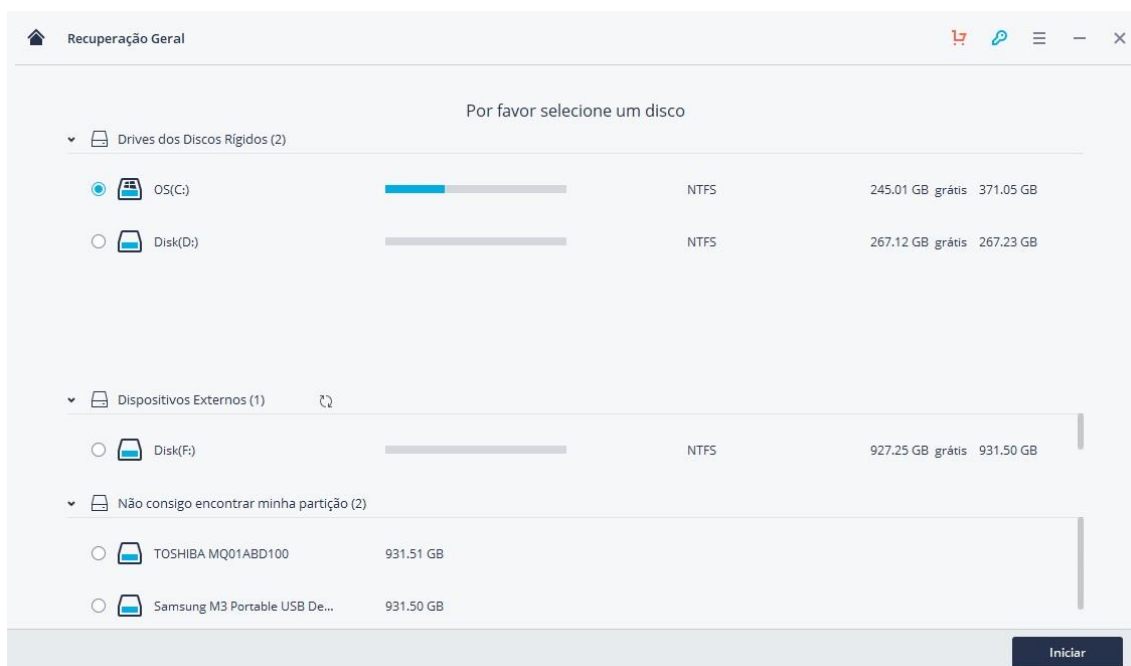 Recuperação Geral
Por favor selecione um disco
Drives dos Discos Rígidos (2)
OS(C:) NTFS 245.01 GB grátis 371.05 GB
Disk(D:) NTFS 267.12 GB grátis 267.23 GB
Dispositivos Externos (1)
Disk(F:) NTFS 927.25 GB grátis 931.50 GB
Não consigo encontrar minha partição (2)
TOSHIBA MQ01ABD100 931.51 GB
Samsung M3 Portable USB De... 931.50 GB
Iniciar